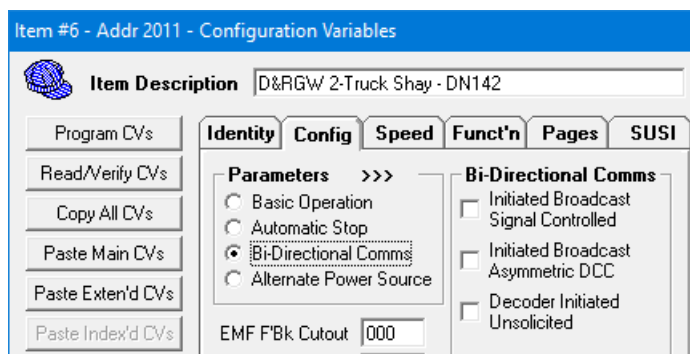 Item #6 - Addr 2011 - Configuration Variables
Item Description D&RGW 2-Truck Shay - DN142
Program CVs
Read/Verify CVs
Copy All CVs
Paste Main CVs
Paste Exten'd CVs
Paste Index'd CVs
Identity Config Speed Funct'n Pages SUSI
Parameters >>>
Basic Operation
Automatic Stop
Bi-Directional Comms
Alternate Power Source
EMF F'Bk Cutout 000
Bi-Directional Comms
Initiated Broadcast
Signal Controlled
Initiated Broadcast
Asymmetric DCC
Decoder Initiated
Unsolicited